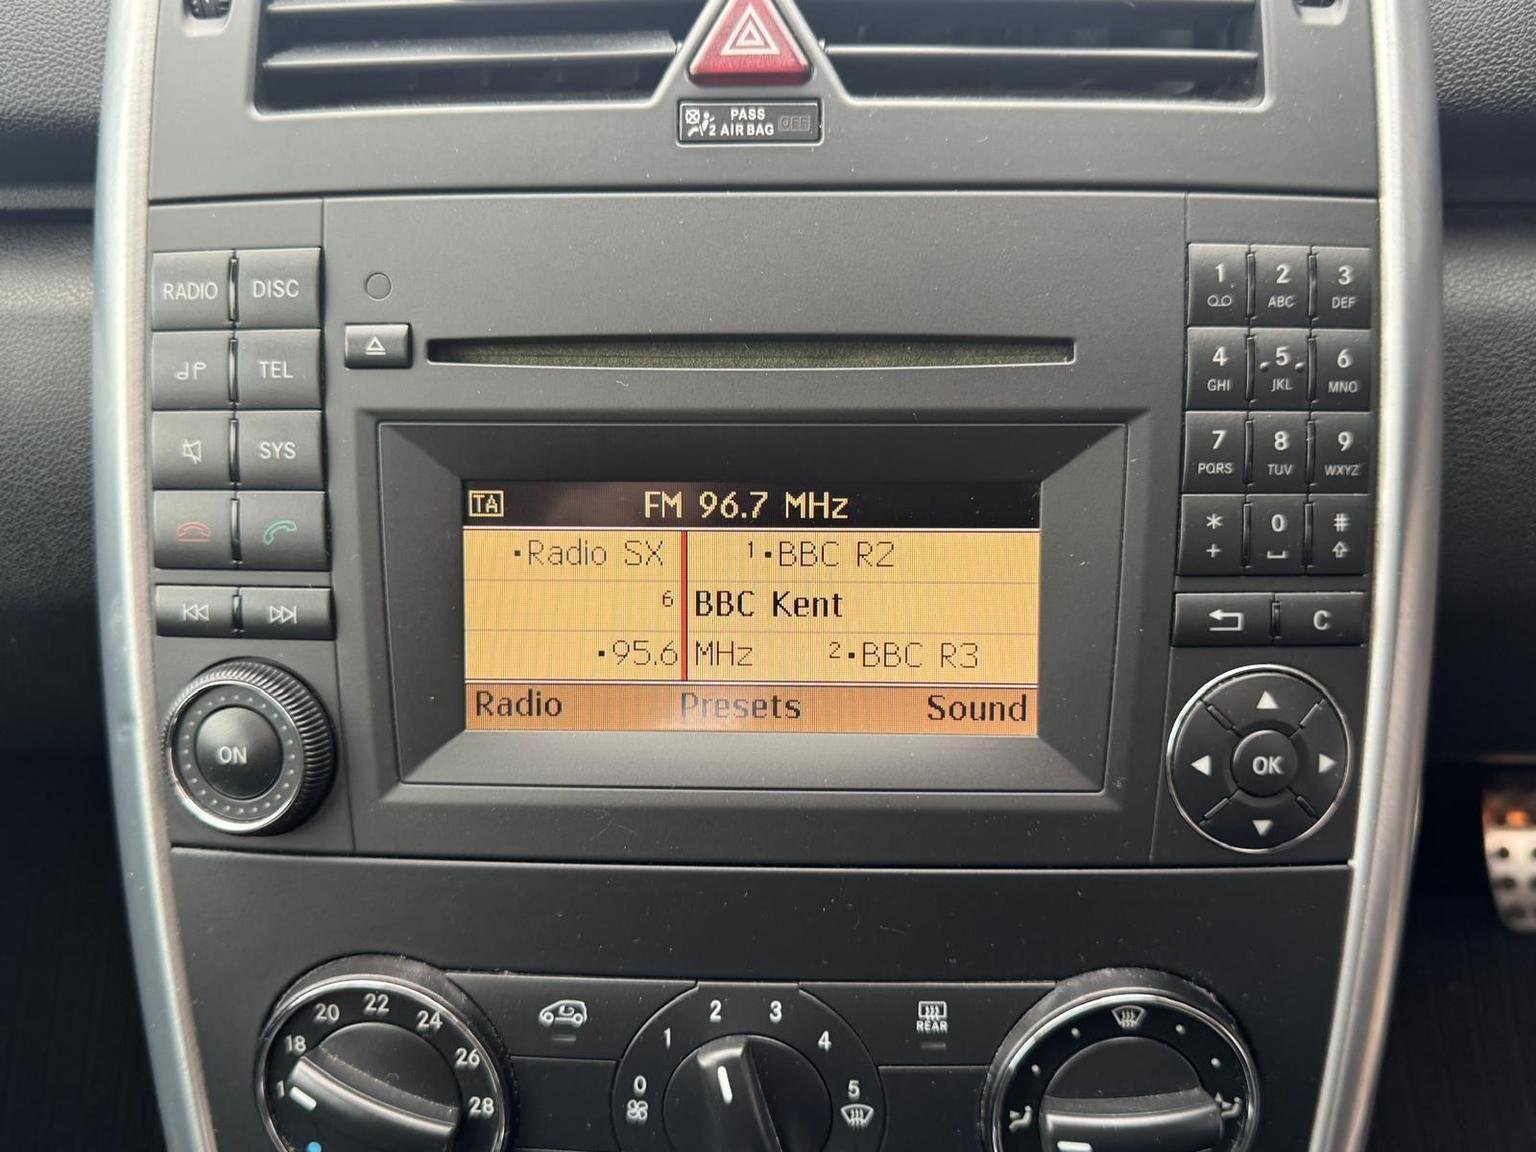 PASS
2 AIR BAG OFF
RADIO DISC
TEL
SYS
ON
TA FM 96.7 MHz
•Radio SX 1•BBC R2
6 BBC Kent
•95.6 MHz 2•BBC R3
Radio Presets Sound
1 2 3
ABC DEF
4 5 6
GHI JKL MNO
7 8 9
PQRS TUV WXYZ
* 0 #
+
C
OK
18 20 22 24 26 28
0 1 2 3 4 5
REAR